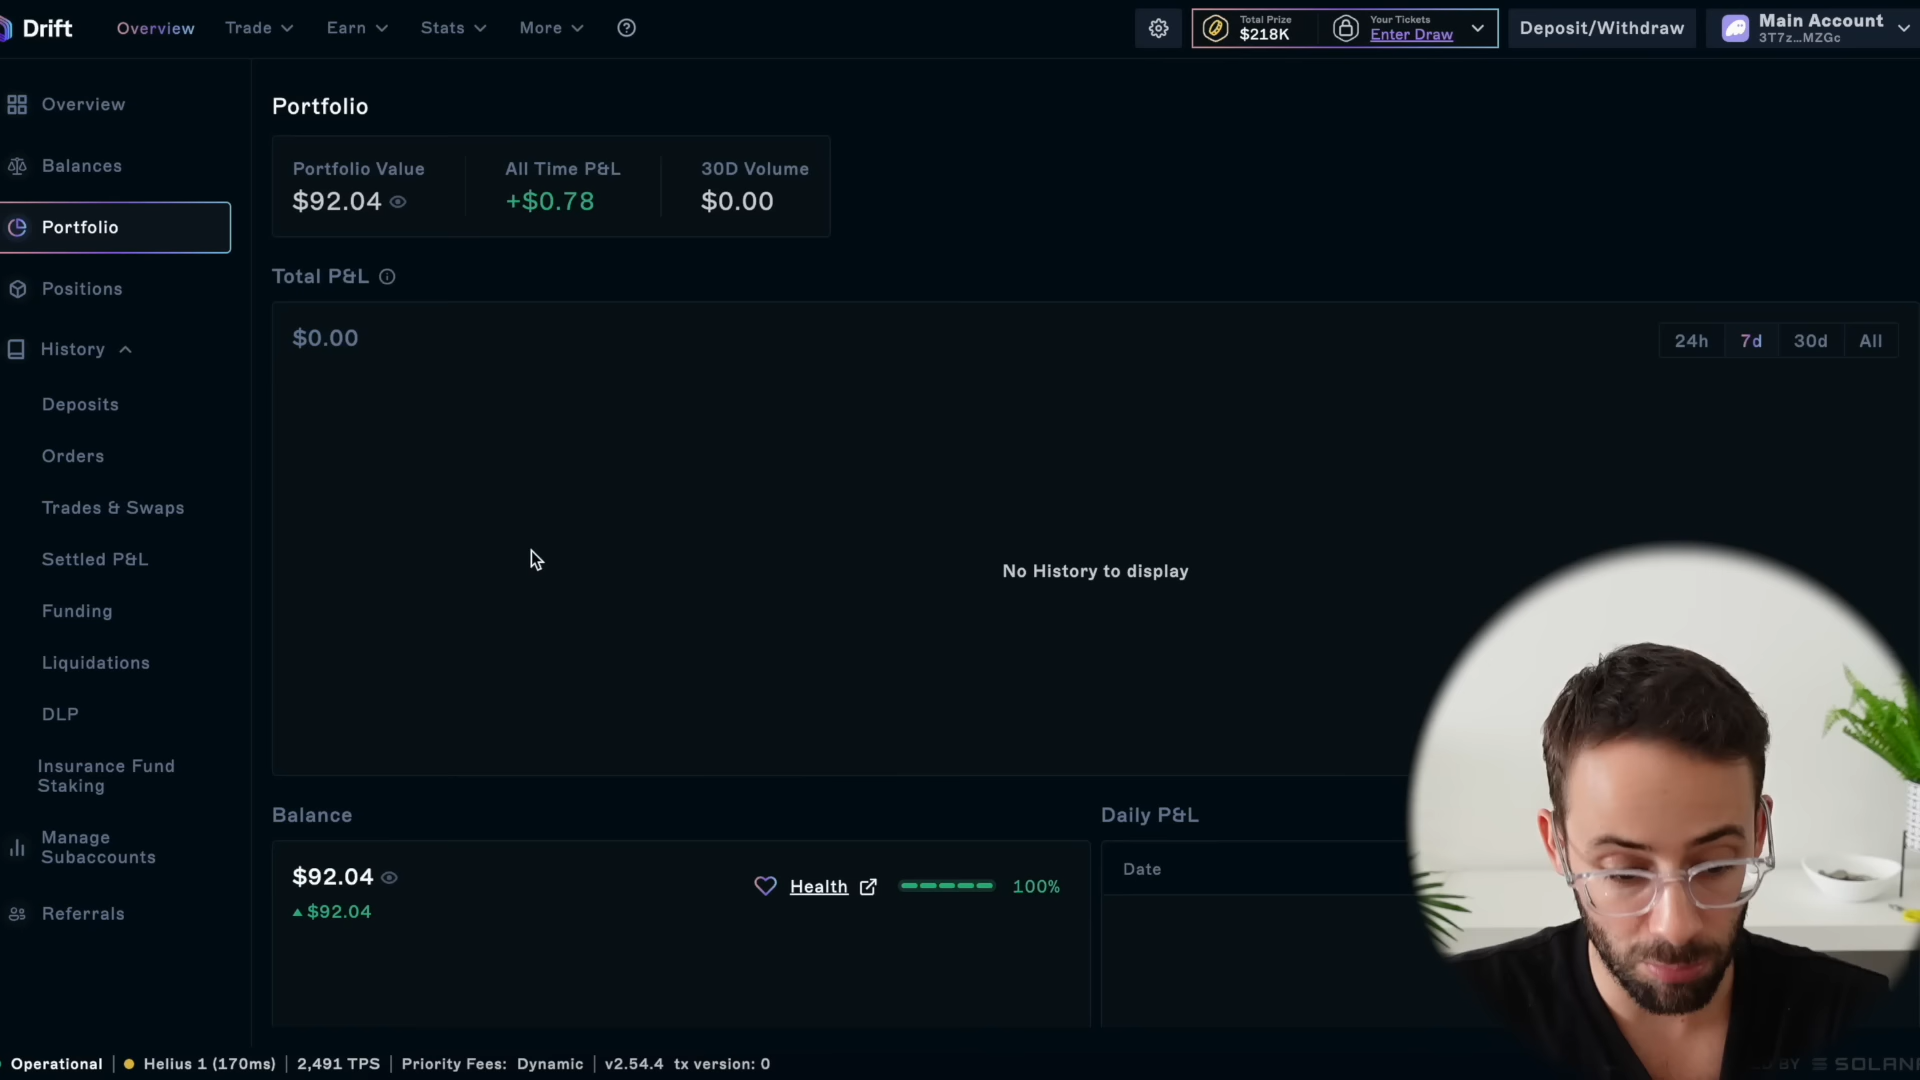 Drift
Overview
Trade
Earn
Stats
More
Total Prize
$218K
Your Tickets
Enter Draw
Deposit/Withdraw
Main Account
3T7z...MZGc
Overview
Balances
Portfolio
Positions
History
Deposits
Orders
Trades & Swaps
Settled P&L
Funding
Liquidations
DLP
Insurance Fund
Staking
Manage
Subaccounts
Referrals
Portfolio
Portfolio Value
$92.04
All Time P&L
+$0.78
30D Volume
$0.00
Total P&L
$0.00
24h
7d
30d
All
No History to display
Balance
$92.04
$92.04
Health
100%
Daily P&L
Date
Operational
Helius 1 (170ms)
2,491 TPS
Priority Fees: Dynamic
v2.54.4 tx version: 0
BY
SOLAN